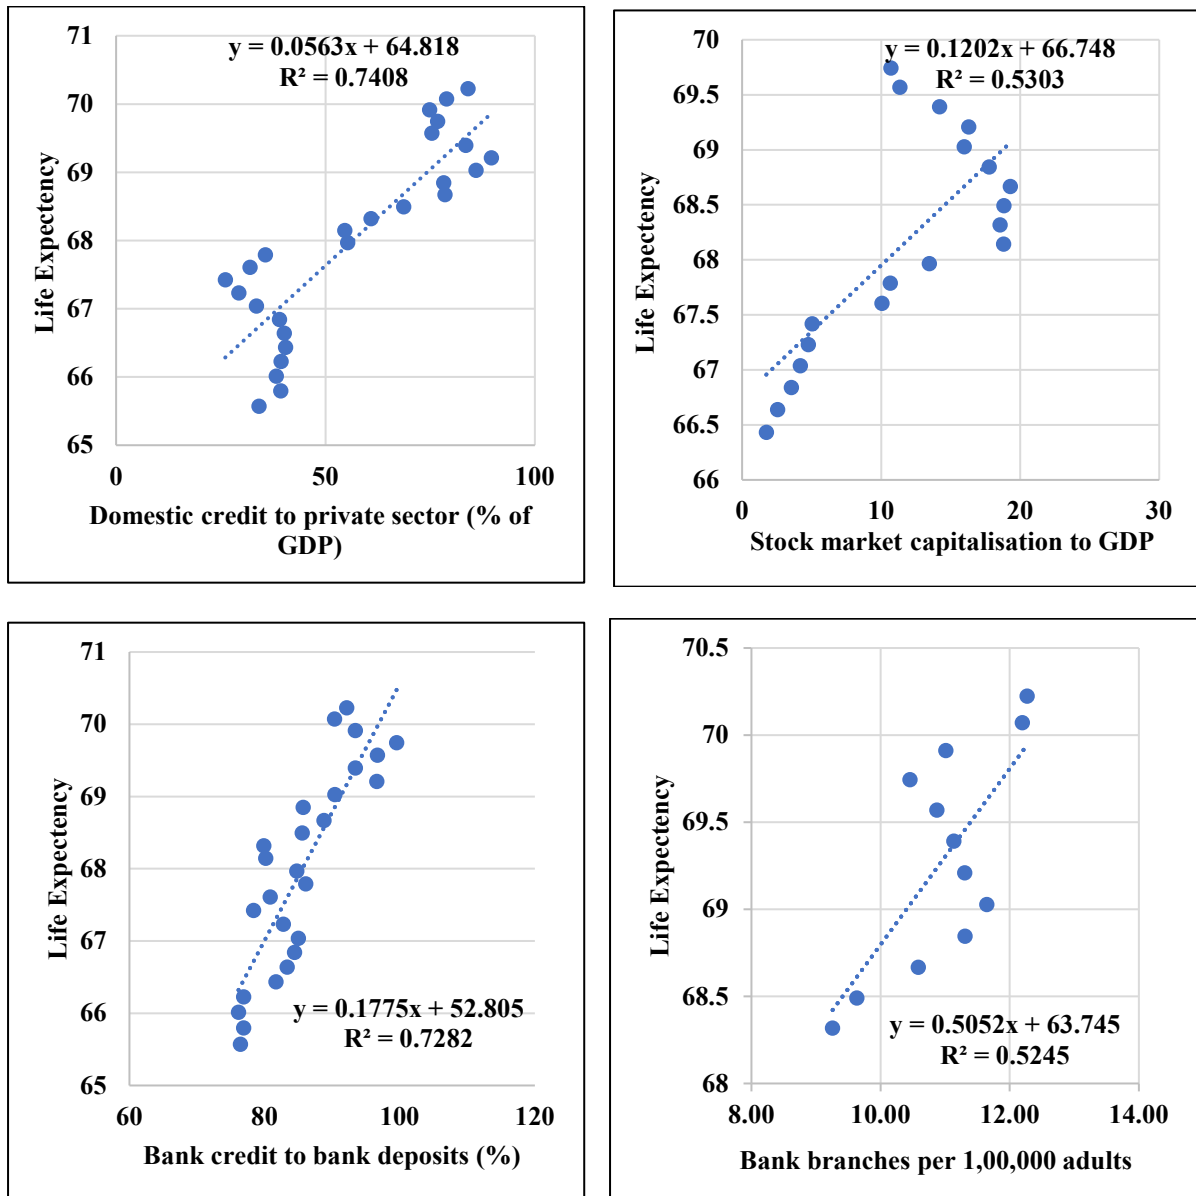 y = 0.0563x + 64.818
R² = 0.7408
71
70
69
68
67
66
65
Life Expectency
0 50 100
Domestic credit to private sector (% of
GDP)
y = 0.1202x + 66.748
R² = 0.5303
70
69.5
69
68.5
68
67.5
67
66.5
66
Life Expectency
0 10 20 30
Stock market capitalisation to GDP
71
70
69
68
67
66
65
Life Expectency
y = 0.1775x + 52.805
R² = 0.7282
60 80 100 120
Bank credit to bank deposits (%)
70.5
70
69.5
69
68.5
68
Life Expectency
y = 0.5052x + 63.745
R² = 0.5245
8.00 10.00 12.00 14.00
Bank branches per 1,00,000 adults